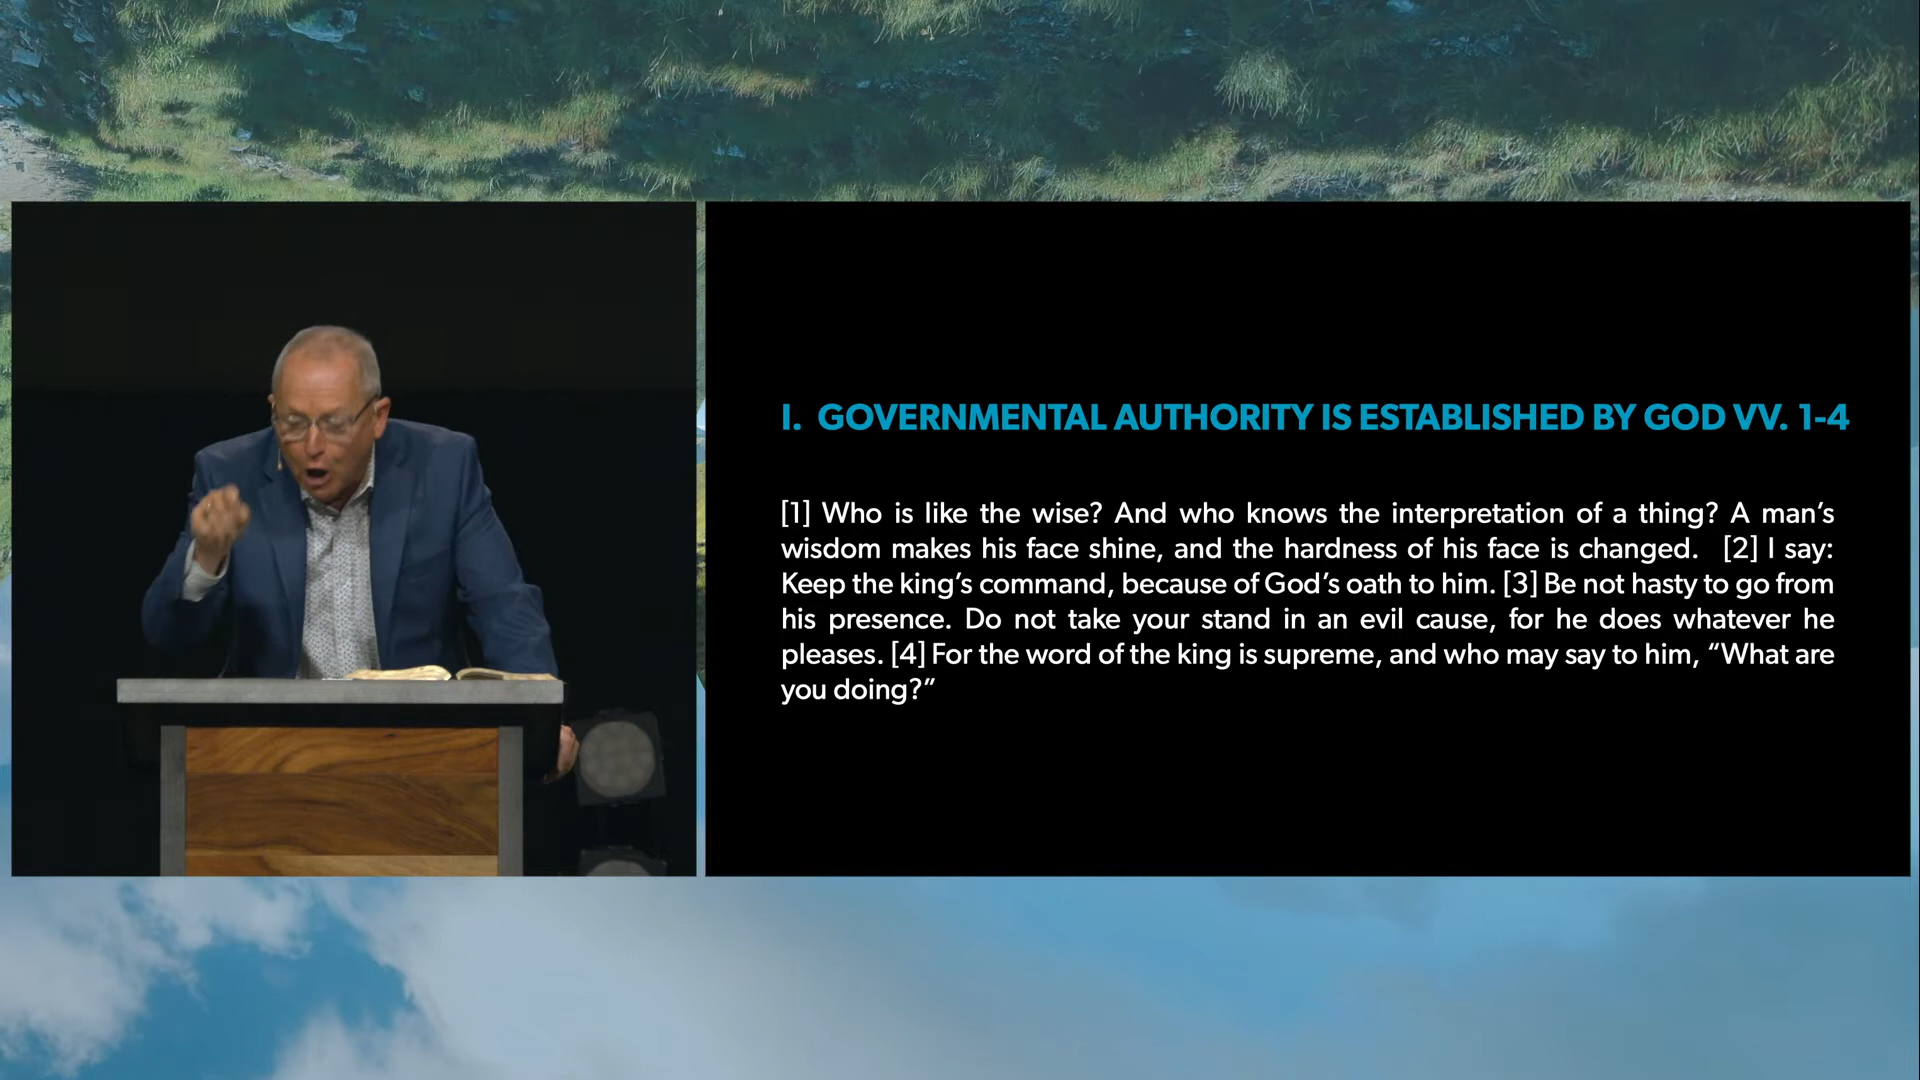 I. GOVERNMENTAL AUTHORITY IS ESTABLISHED BY GOD VV. 1-4
[1] Who is like the wise? And who knows the interpretation of a thing? A man’s
wisdom makes his face shine, and the hardness of his face is changed. [2] I say:
Keep the king’s command, because of God’s oath to him. [3] Be not hasty to go from
his presence. Do not take your stand in an evil cause, for he does whatever he
pleases. [4] For the word of the king is supreme, and who may say to him, “What are
you doing?”